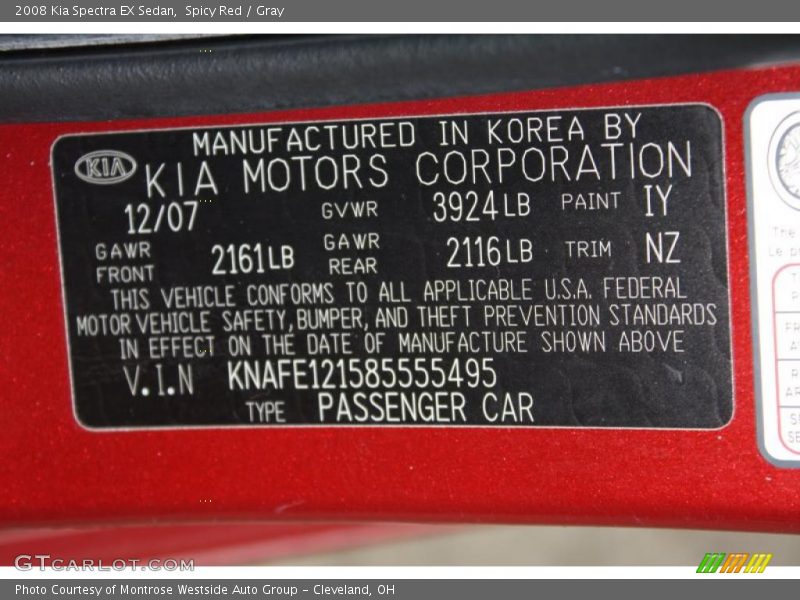 2008 Kia Spectra EX Sedan,  Spicy Red / Gray
MANUFACTURED IN KOREA BY
KIA KIA MOTORS CORPORATION
12/07 GVWR 3924LB PAINT IY
GAWR FRONT 2161LB GAWR REAR 2116LB TRIM NZ
THIS VEHICLE CONFORMS TO ALL APPLICABLE U.S.A. FEDERAL
MOTOR VEHICLE SAFETY, BUMPER, AND THEFT PREVENTION STANDARDS
IN EFFECT ON THE DATE OF MANUFACTURE SHOWN ABOVE
V.I.N KNAFE121585555495
TYPE PASSENGER CAR
The
Le
GTCARLOT.COM
Photo Courtesy of Montrose Westside Auto Group - Cleveland, OH